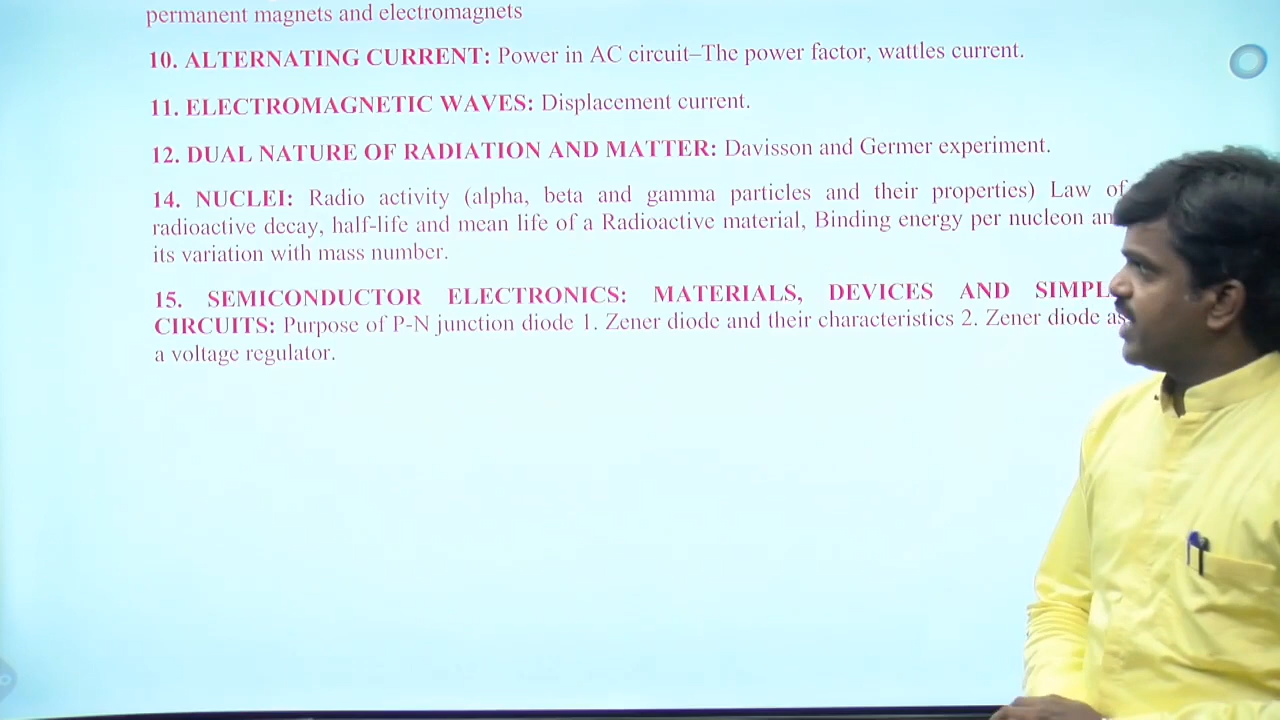 permanent magnets and electromagnets
10. ALTERNATING CURRENT: Power in AC circuit–The power factor, wattles current.
11. ELECTROMAGNETIC WAVES: Displacement current.
12. DUAL NATURE OF RADIATION AND MATTER: Davisson and Germer experiment.
14. NUCLEI: Radio activity (alpha, beta and gamma particles and their properties) Law of
radioactive decay, half-life and mean life of a Radioactive material, Binding energy per nucleon an
its variation with mass number.
15. SEMICONDUCTOR ELECTRONICS: MATERIALS, DEVICES AND SIMPL
CIRCUITS: Purpose of P-N junction diode 1. Zener diode and their characteristics 2. Zener diode as
a voltage regulator.